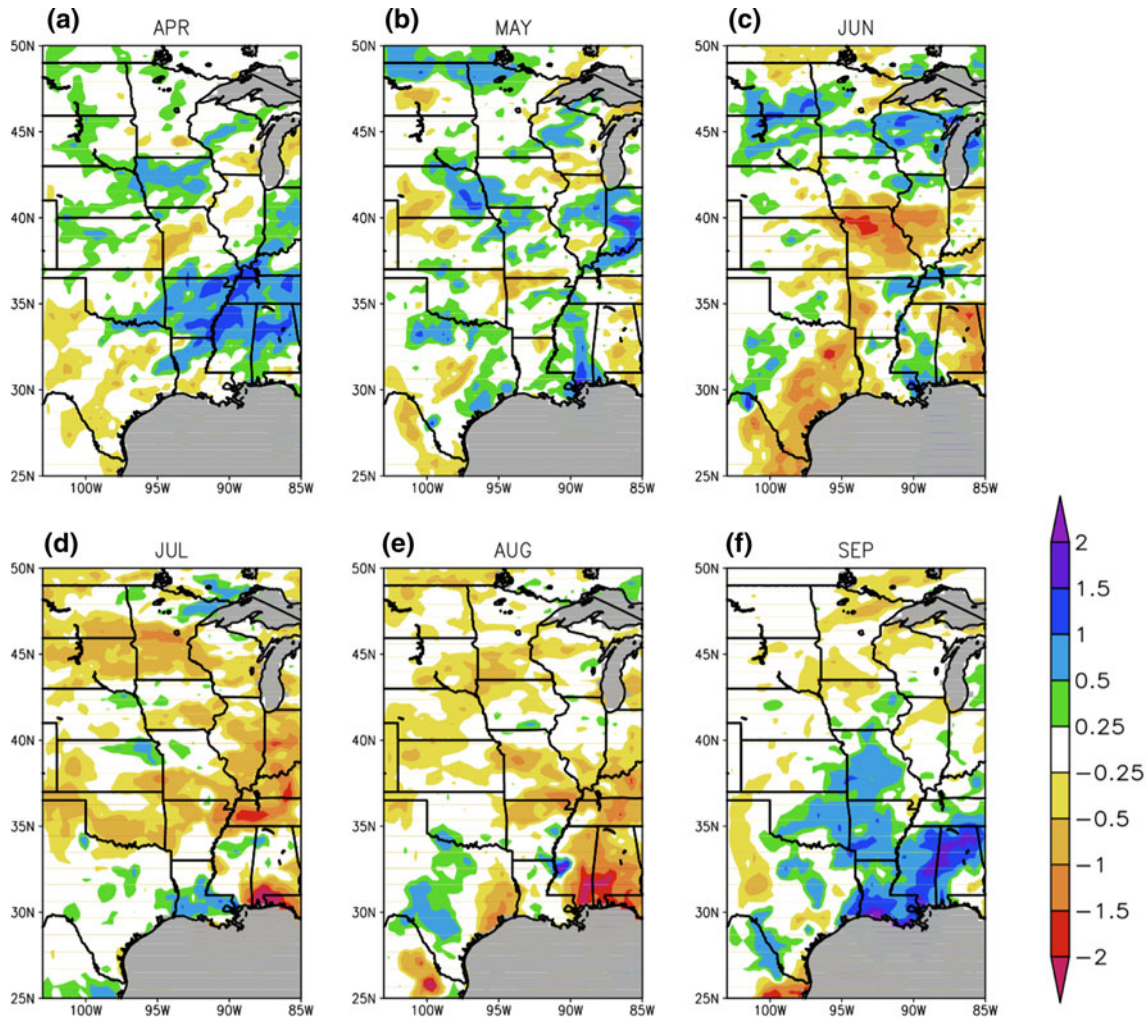 (a) APR
(b) MAY
(c) JUN
50N 50N 50N
45N 45N 45N
40N 40N 40N
35N 35N 35N
30N 30N 30N
25N 25N 25N
100W 95W 90W 85W 100W 95W 90W 85W 100W 95W 90W 85W
(d) JUL
(e) AUG
(f) SEP
50N 50N 50N
45N 45N 45N
40N 40N 40N
35N 35N 35N
30N 30N 30N
25N 25N 25N
100W 95W 90W 85W 100W 95W 90W 85W 100W 95W 90W 85W
2
1.5
1
0.5
0.25
−0.25
−0.5
−1
−1.5
−2